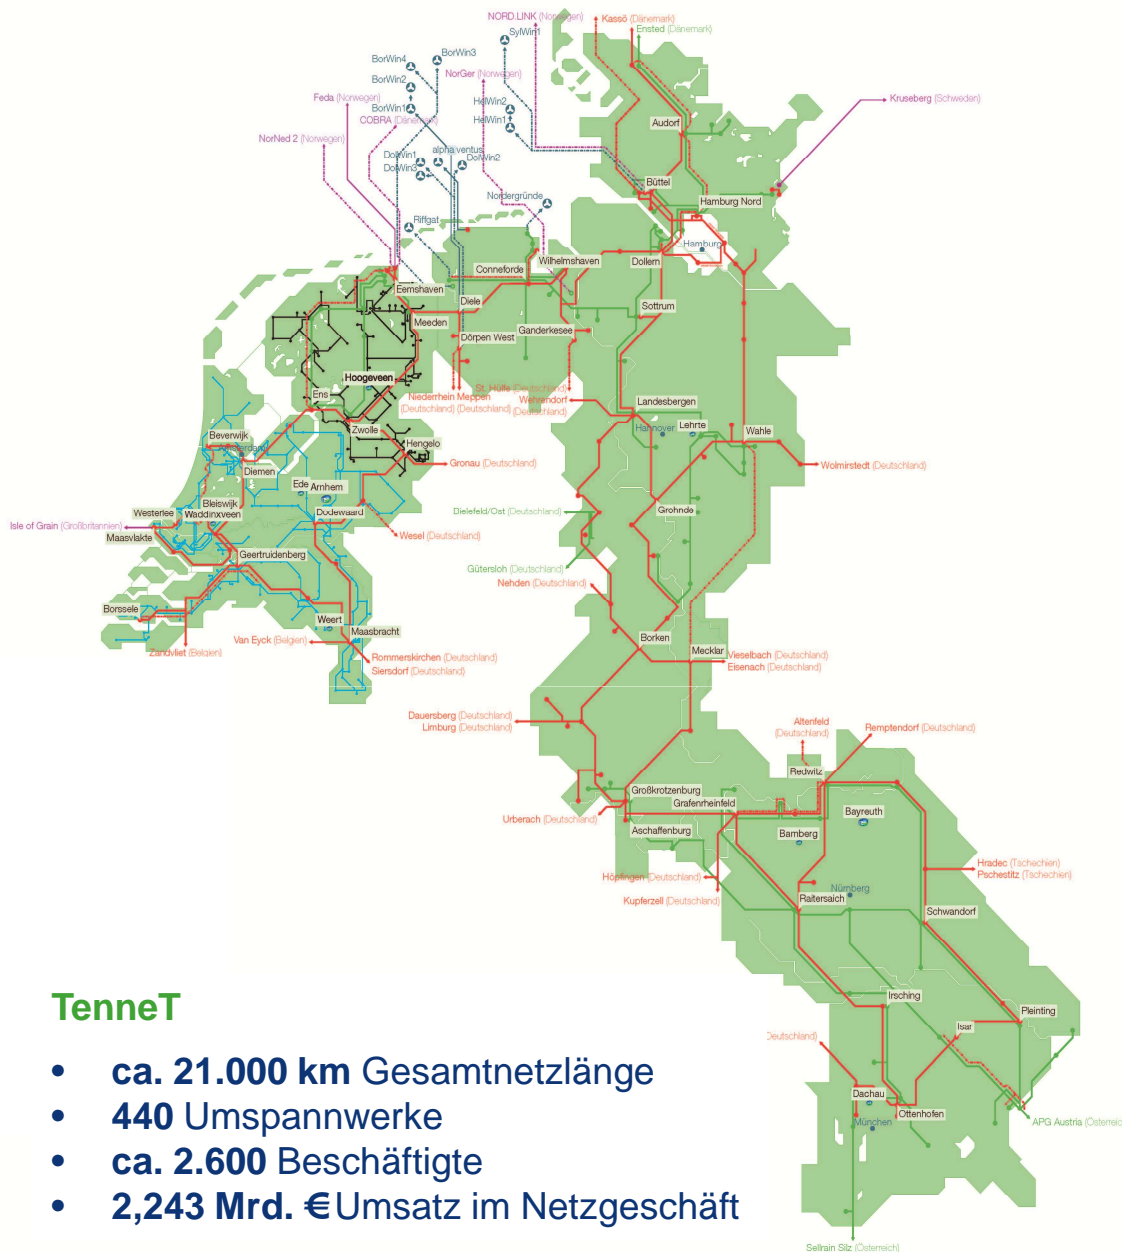 NORD.LINK (Norwegen)
Kassö (Dänemark)
Ensted (Dänemark)
SylWin1
BorWin4
BorWin3
NorGer (Norwegen)
BorWin2
Feda (Norwegen)
BorWin1
COBRA (Dänemark)
HelWin2
HelWin1
Kruseberg (Schweden)
NorNed 2 (Norwegen)
Audorf
DolWin1
alpha ventus
DolWin2
DolWin3
Büttel
Nordergründe
Hamburg Nord
Riffgat
Hamburg
Wilhelmshaven
Dollern
Conneforde
Eemshaven
Diele
Sottrum
Meeden
Ganderkesee
Dörpen West
Hoogeveen
St. Hülfe (Deutschland)
Ens
Niederrhein Meppen
(Deutschland) (Deutschland)
Wehrendorf
(Deutschland)
Landesbergen
Hannover
Lehrte
Wahle
Zwolle
Beverwijk
Amsterdam
Hengelo
Diemen
Gronau (Deutschland)
Wolmirstedt (Deutschland)
Ede
Arnhem
Bleiswijk
Westerlee
Waddinxveen
Dodewaard
Dielefeld/Ost (Deutschland)
Grohnde
Isle of Grain (Großbritannien)
Maasvlakte
Wesel (Deutschland)
Geertruidenberg
Gütersloh (Deutschland)
Nehden (Deutschland)
Borssele
Weert
Maasbracht
Van Eyck (Belgien)
Zandvliet (Belgien)
Borken
Mecklar
Rommerskirchen (Deutschland)
Siersdorf (Deutschland)
Vieselbach (Deutschland)
Eisenach (Deutschland)
Dauersberg (Deutschland)
Limburg (Deutschland)
Altenfeld
(Deutschland)
Remptendorf (Deutschland)
Redwitz
Großkrotzenburg
Grafenrheinfeld
Urberach (Deutschland)
Aschaffenburg
Bayreuth
Bamberg
Höpfingen (Deutschland)
Hradec (Tschechien)
Pschestitz (Tschechien)
Kupferzell (Deutschland)
Nürnberg
Raitersaich
Schwandorf
Irsching
Pleinting
Isar
Deutschland)
Dachau
Ottenhofen
München
APG Austria (Österreic
Sellrain Silz (Österreich)
TenneT
• ca. 21.000 km Gesamtnetzlänge
• 440 Umspannwerke
• ca. 2.600 Beschäftigte
• 2,243 Mrd. € Umsatz im Netzgeschäft